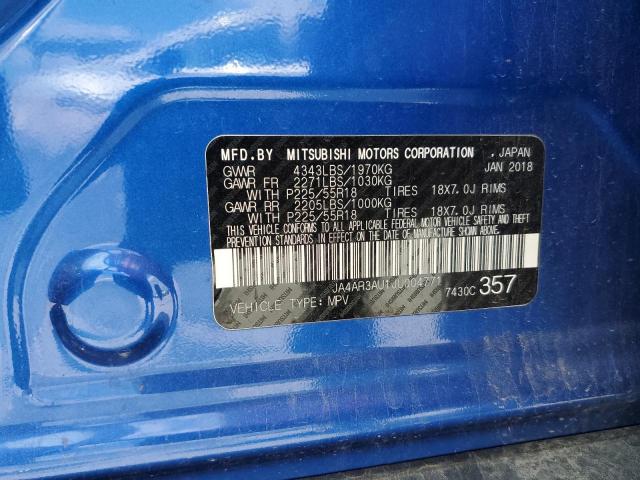 MFD.BY MITSUBISHI MOTORS CORPORATION , JAPAN
GVWR 4343LBS/1970KG JAN 2018
GAWR FR 2271LBS/1030KG
WITH P225/55R18 TIRES 18X7.0J RIMS
GAWR RR 2205LBS/1000KG
WITH P225/55R18 TIRES 18X7.0J RIMS
THIS VEHICLE CONFORMS TO ALL APPLICABLE FEDERAL MOTOR VEHICLE SAFETY AND THEFT
PREVENTION STANDARDS IN EFFECT ON THE DATE OF MANUFACTURE SHOWN ABOVE.
JA4AR3AU1JU004771
VEHICLE TYPE: MPV 7430C 357